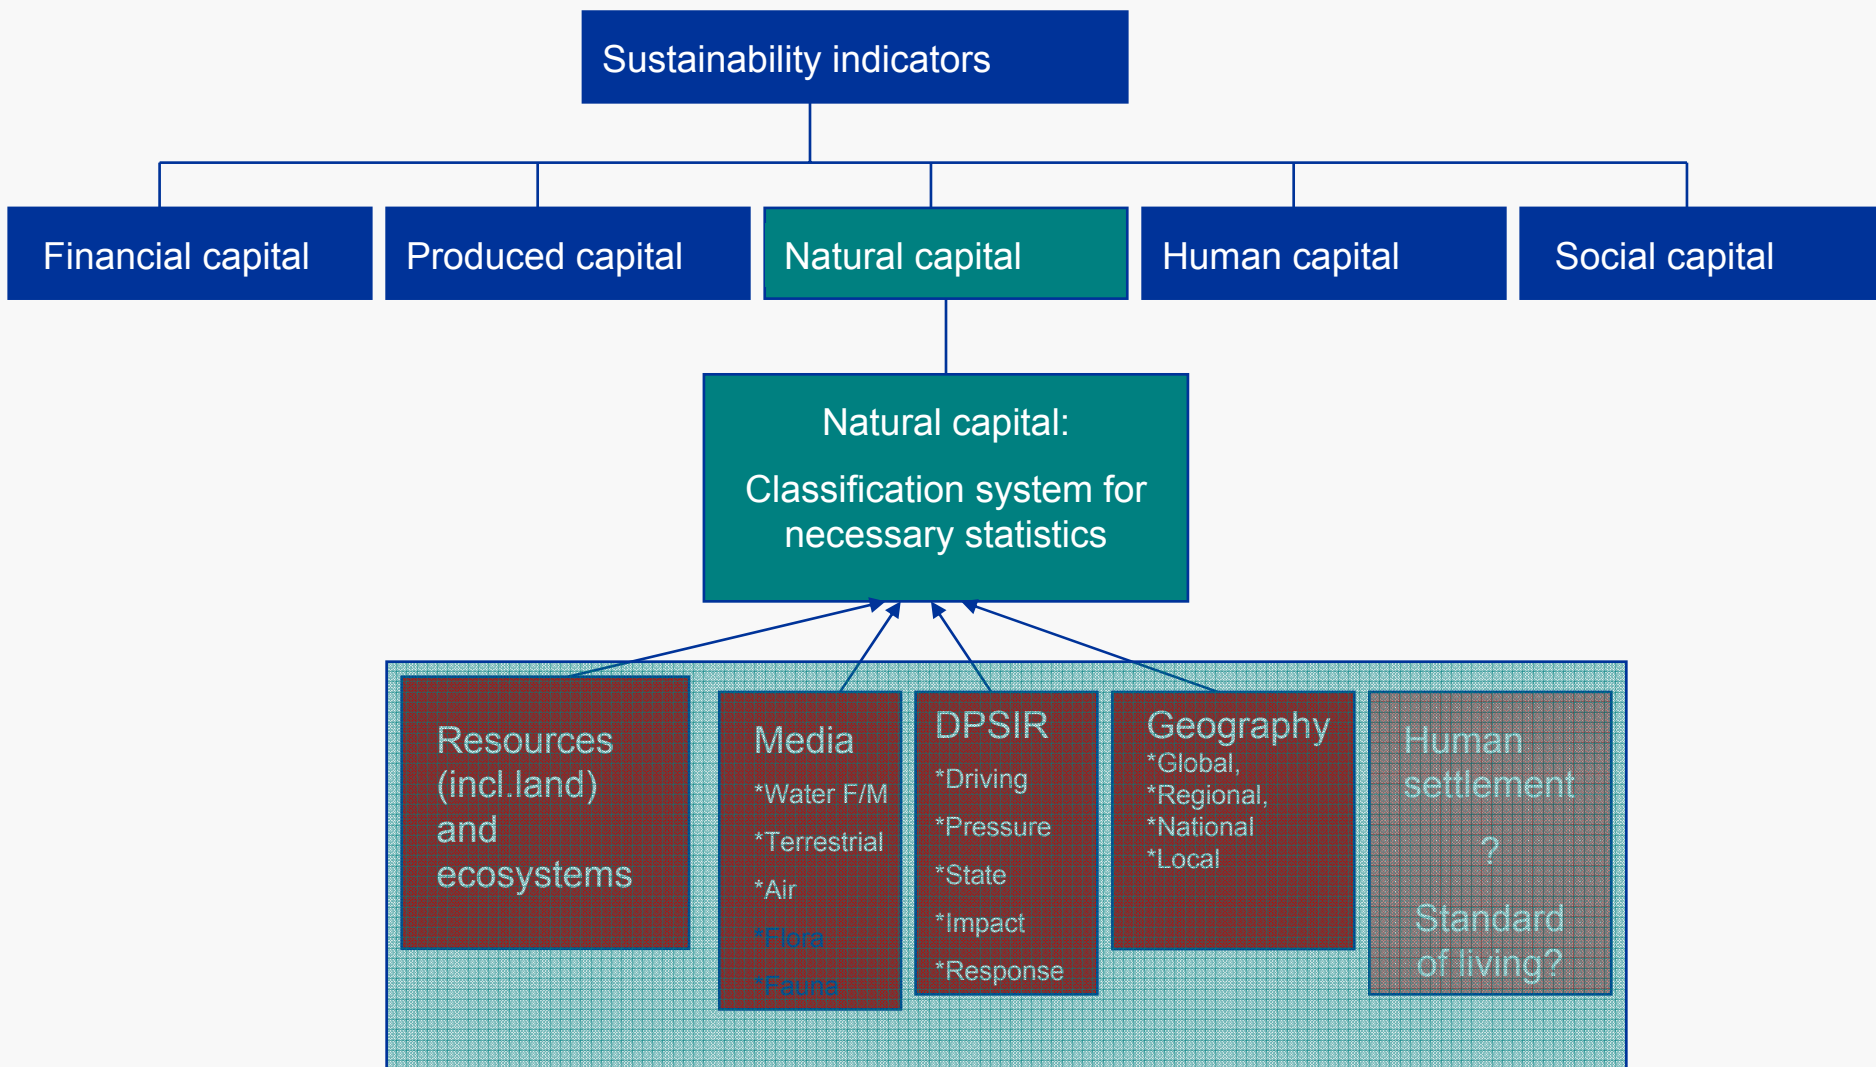 Sustainability indicators
Financial capital
Produced capital
Natural capital
Human capital
Social capital
Natural capital:
Classification system for
necessary statistics
Resources
(incl.land)
and
ecosystems
Media
*Water F/M
*Terrestrial
*Air
*Flora
*Fauna
DPSIR
*Driving
*Pressure
*State
*Impact
*Response
Geography
*Global,
*Regional,
*National
*Local
Human
settlement
?
Standard
of living?